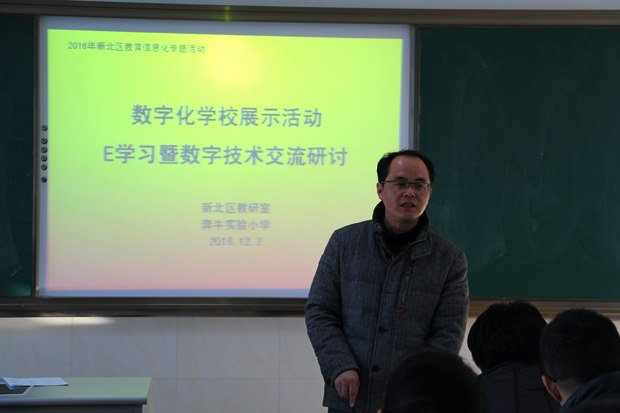 2016年新北区教育信息化专题活动
数字化学校展示活动
E学习暨数字技术交流研讨
新北区教研室
奔牛实验小学
2016.12.2